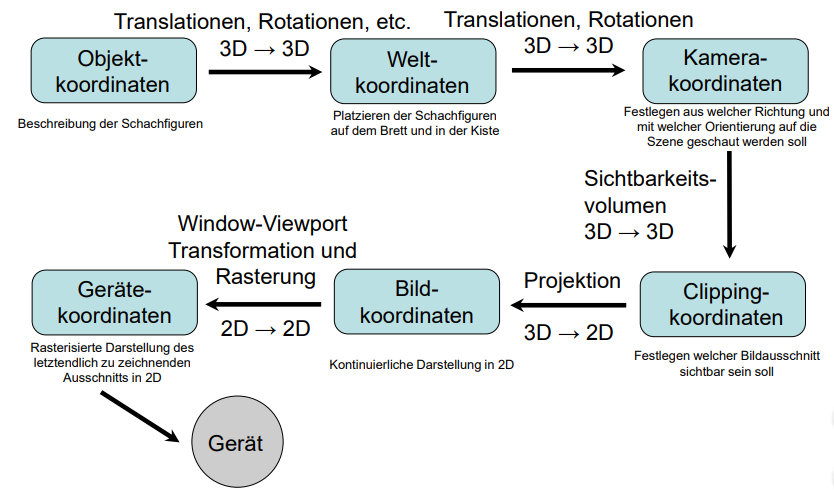 Translationen, Rotationen, etc.
3D → 3D
Translationen, Rotationen
3D → 3D
Objekt-
koordinaten
Welt-
koordinaten
Kamera-
koordinaten
Beschreibung der Schachfiguren
Platzieren der Schachfiguren
auf dem Brett und in der Kiste
Festlegen aus welcher Richtung und
mit welcher Orientierung auf die
Szene geschaut werden soll
Sichtbarkeits-
volumen
3D → 3D
Window-Viewport
Transformation und
Rasterung
2D → 2D
Projektion
3D → 2D
Geräte-
koordinaten
Bild-
koordinaten
Clipping-
koordinaten
Rasterisierte Darstellung des
letztendlich zu zeichnenden
Ausschnitts in 2D
Kontinuierliche Darstellung in 2D
Festlegen welcher Bildausschnitt
sichtbar sein soll
Gerät